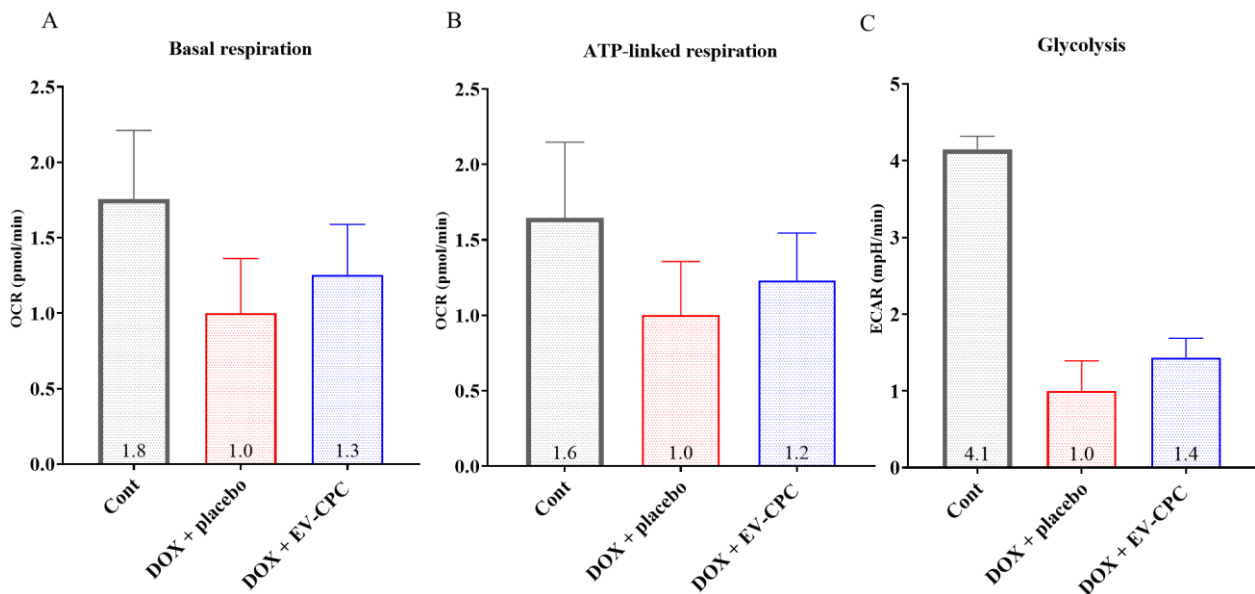 A
Basal respiration
OCR (pmol/min)
2.5
2.0
1.5
1.0
0.5
0.0
1.8
1.0
1.3
Cont
DOX + placebo
DOX + EV-CPC
B
ATP-linked respiration
OCR (pmol/min)
2.5
2.0
1.5
1.0
0.5
0.0
1.6
1.0
1.2
Cont
DOX + placebo
DOX + EV-CPC
C
Glycolysis
ECAR (mpH/min)
5
4
3
2
1
0
4.1
1.0
1.4
Cont
DOX + placebo
DOX + EV-CPC